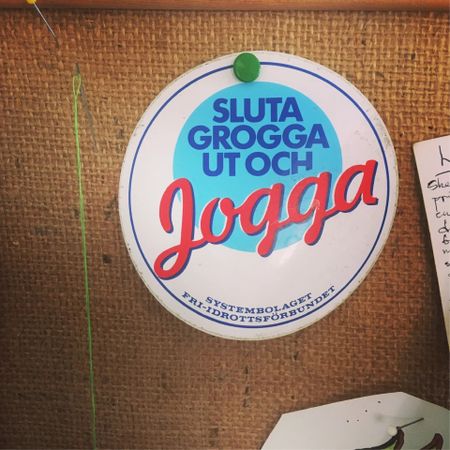 SLUTA
GROGGA
UT OCH
Jogga
SYSTEMBOLAGET
FRI-IDROTTSFÖRBUNDET